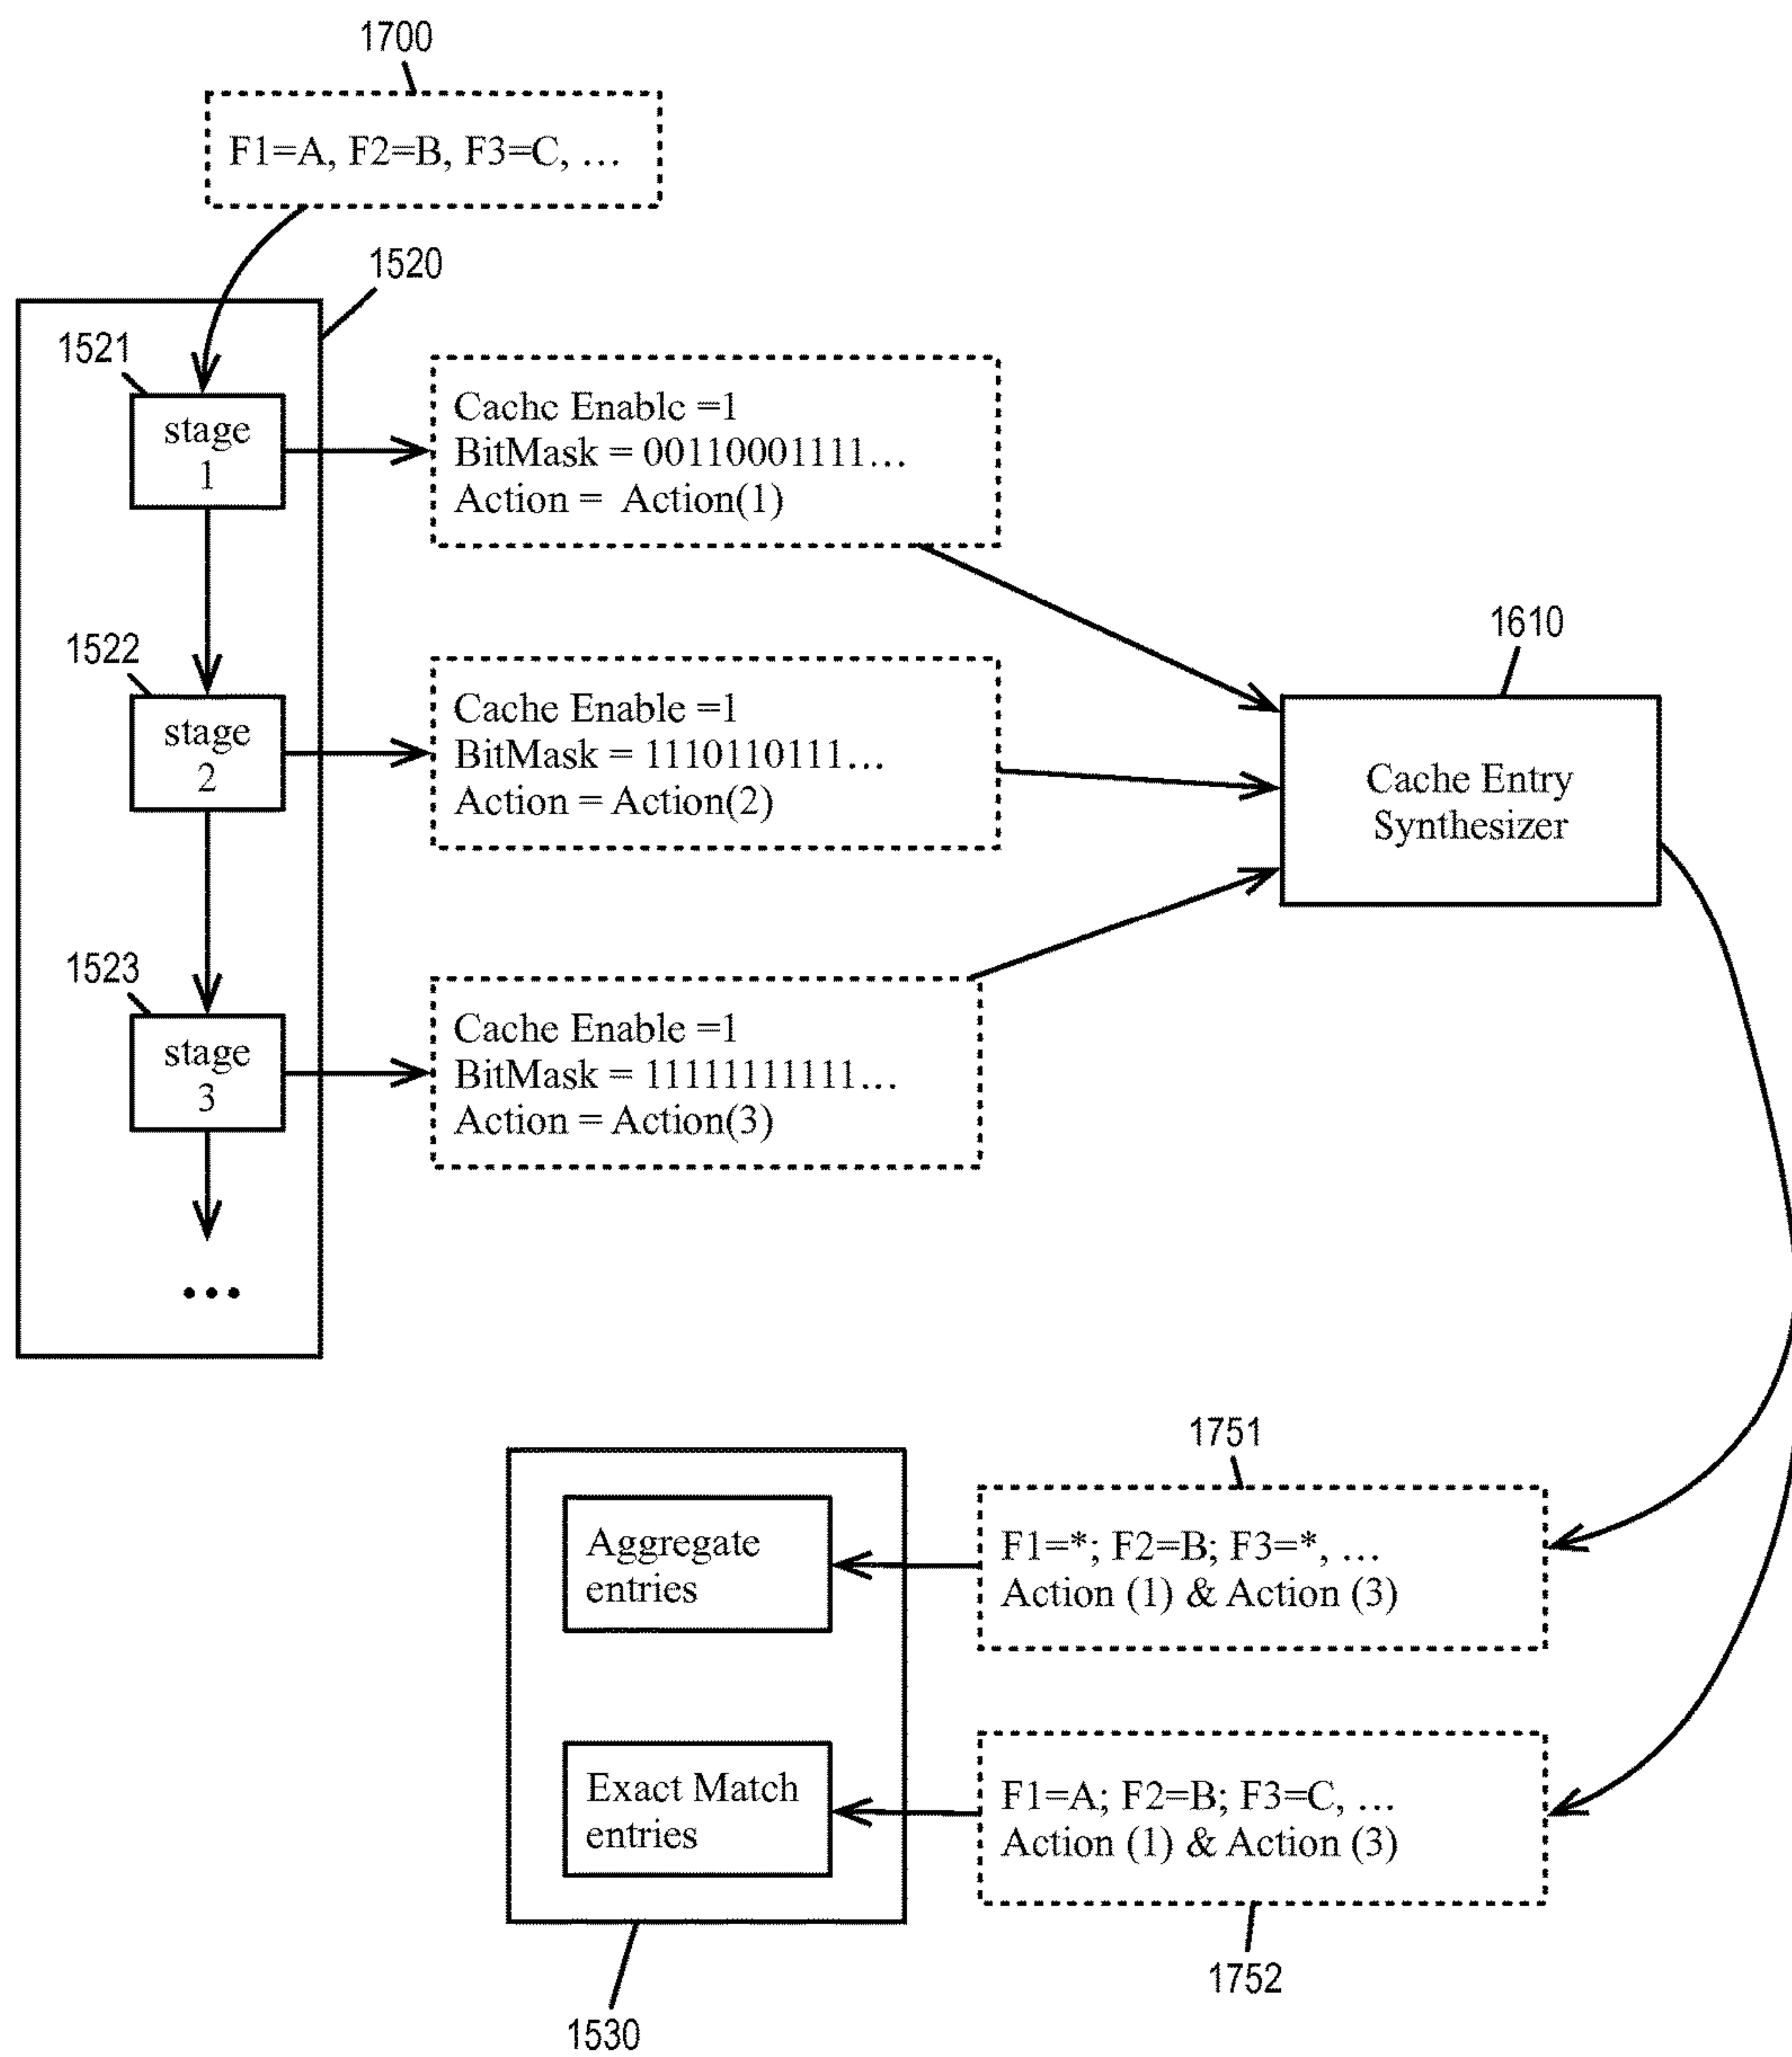 1700
F1=A, F2=B, F3=C, ...
1520
1521
stage
1
Cache Enable =1
BitMask = 00110001111...
Action = Action(1)
1522
stage
2
Cache Enable =1
BitMask = 1110110111...
Action = Action(2)
1610
Cache Entry
Synthesizer
1523
stage
3
Cache Enable =1
BitMask = 11111111111...
Action = Action(3)
...
1751
Aggregate
entries
F1=*; F2=B; F3=*, ...
Action (1) & Action (3)
Exact Match
entries
F1=A; F2=B; F3=C, ...
Action (1) & Action (3)
1752
1530